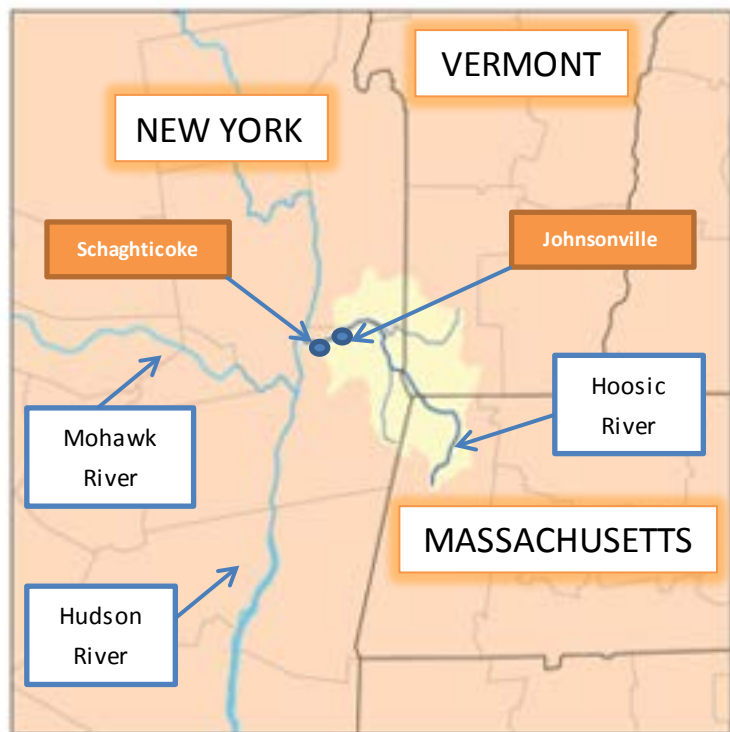 VERMONT
NEW YORK
Schaghticoke
Johnsonville
Hoosic
River
Mohawk
River
MASSACHUSETTS
Hudson
River